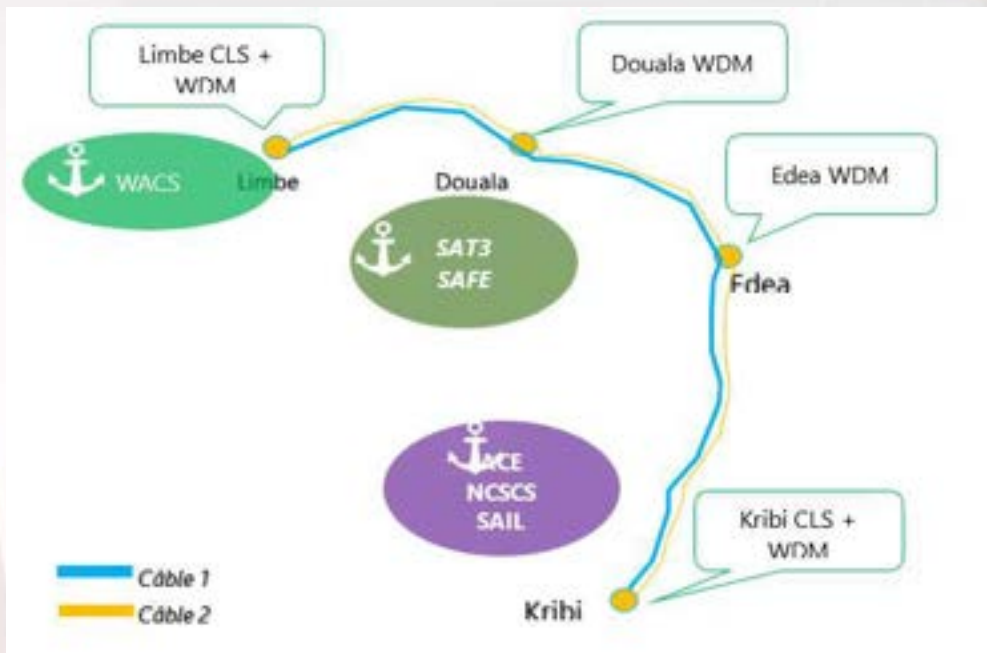 Limbe CLS +
WDM
Douala WDM
Edea WDM
WACS
Limbe
Douala
SAT3
SAFE
Edea
ACE
NCSCS
SAIL
Kribi CLS +
WDM
Câble 1
Câble 2
Kribi